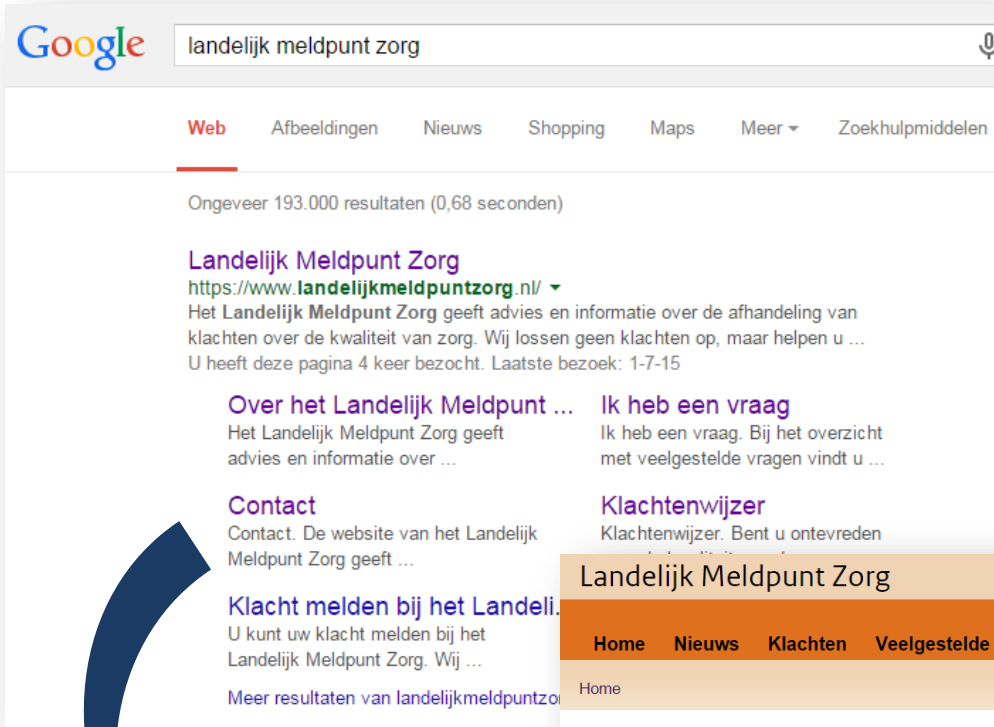 Google landelijk meldpunt zorg
Web Afbeeldingen Nieuws Shopping Maps Meer Zoekhulpmiddelen
Ongeveer 193.000 resultaten (0,68 seconden)
Landelijk Meldpunt Zorg
https://www.landelijkmeldpuntzorg.nl/
Het Landelijk Meldpunt Zorg geeft advies en informatie over de afhandeling van
klachten over de kwaliteit van zorg. Wij lossen geen klachten op, maar helpen u ...
U heeft deze pagina 4 keer bezocht. Laatste bezoek: 1-7-15
Over het Landelijk Meldpunt ...
Het Landelijk Meldpunt Zorg geeft
advies en informatie over ...
Ik heb een vraag
Ik heb een vraag. Bij het overzicht
met veelgestelde vragen vindt u ...
Contact
Contact. De website van het Landelijk
Meldpunt Zorg geeft ...
Klachtenwijzer
Klachtenwijzer. Bent u ontevreden
Klacht melden bij het Landeli.
U kunt uw klacht melden bij het
Landelijk Meldpunt Zorg. Wij ...
Meer resultaten van landelijkmeldpuntzo
Landelijk Meldpunt Zorg
Home Nieuws Klachten Veelgestelde
Home